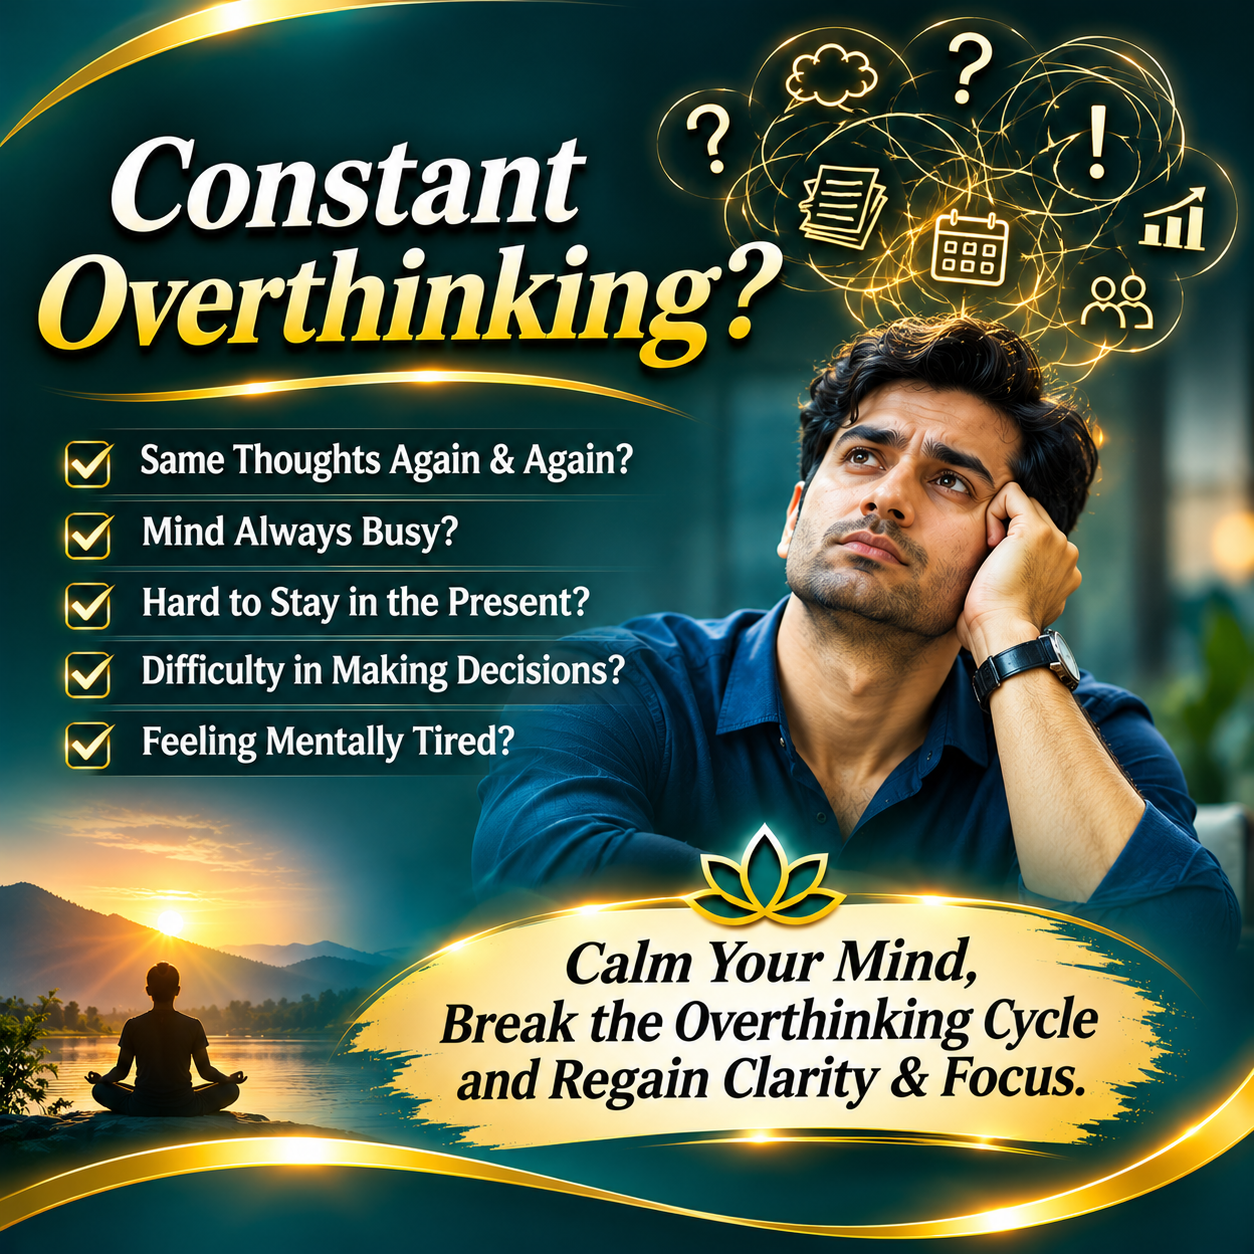 Constant
Overthinking?
Same Thoughts Again & Again?
Mind Always Busy?
Hard to Stay in the Present?
Difficulty in Making Decisions?
Feeling Mentally Tired?
Calm Your Mind,
Break the Overthinking Cycle
and Regain Clarity & Focus.